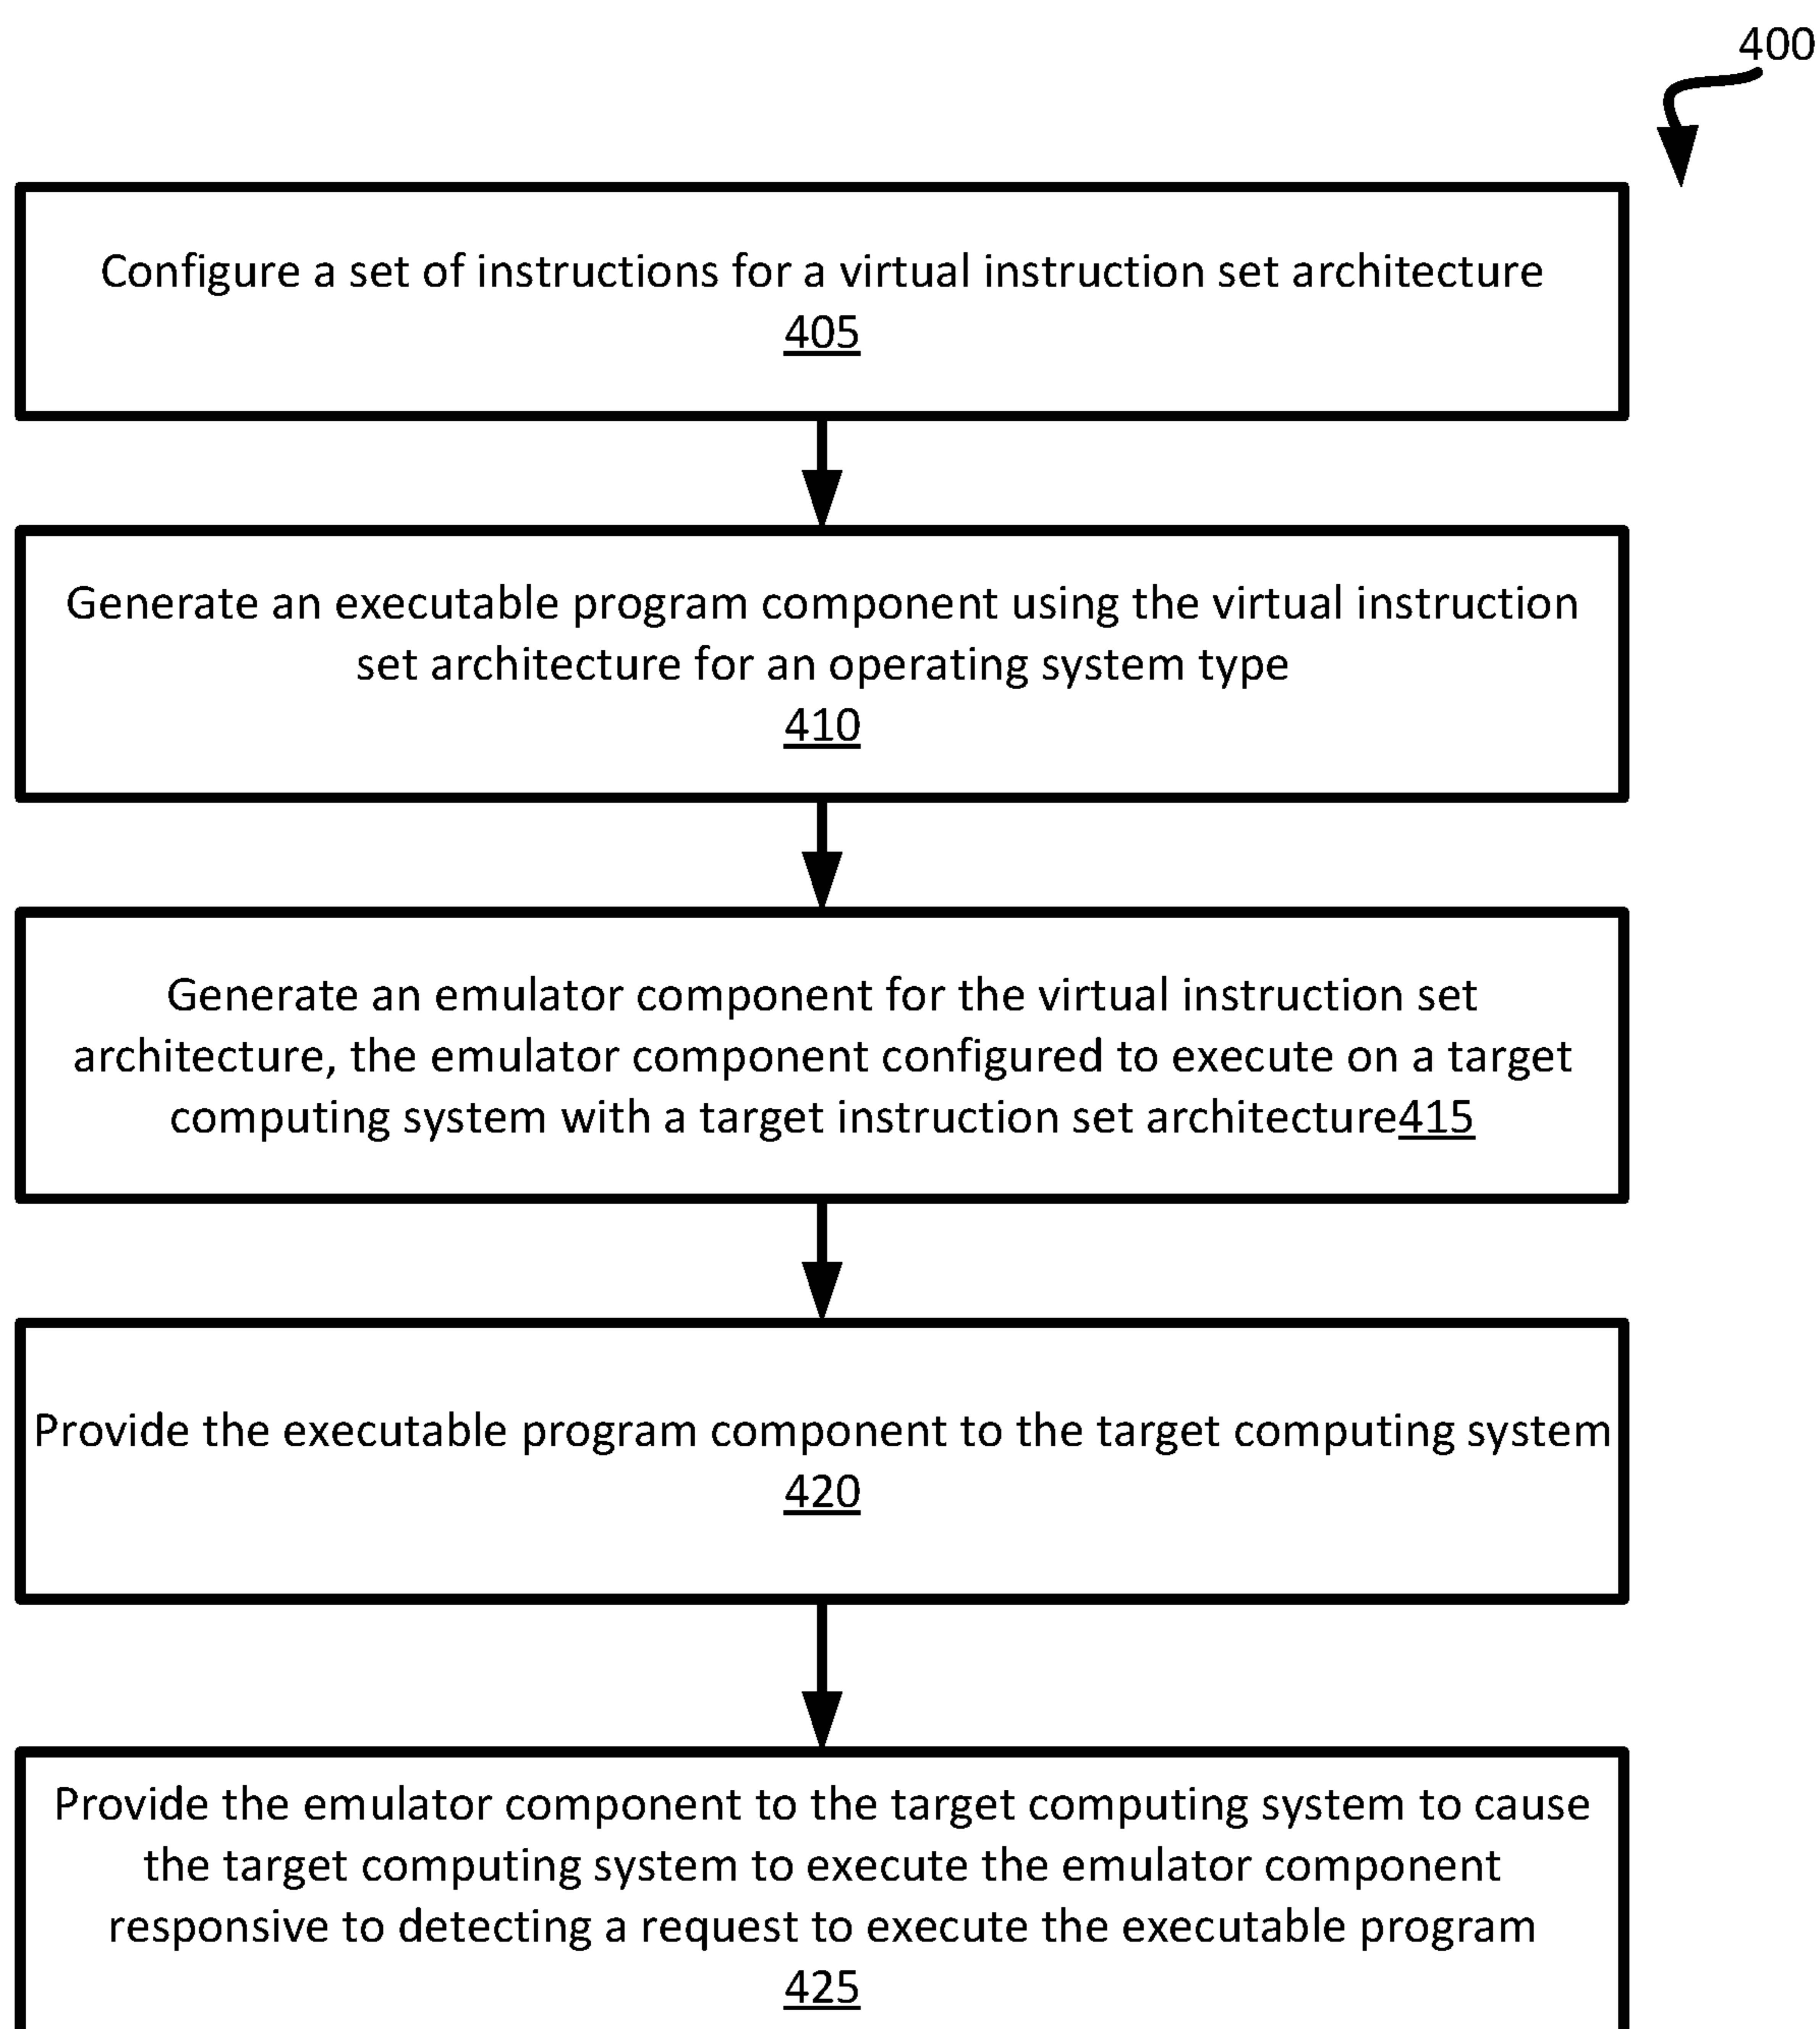 400
Configure a set of instructions for a virtual instruction set architecture
405
Generate an executable program component using the virtual instruction
set architecture for an operating system type
410
Generate an emulator component for the virtual instruction set
architecture, the emulator component configured to execute on a target
computing system with a target instruction set architecture415
Provide the executable program component to the target computing system
420
Provide the emulator component to the target computing system to cause
the target computing system to execute the emulator component
responsive to detecting a request to execute the executable program
425